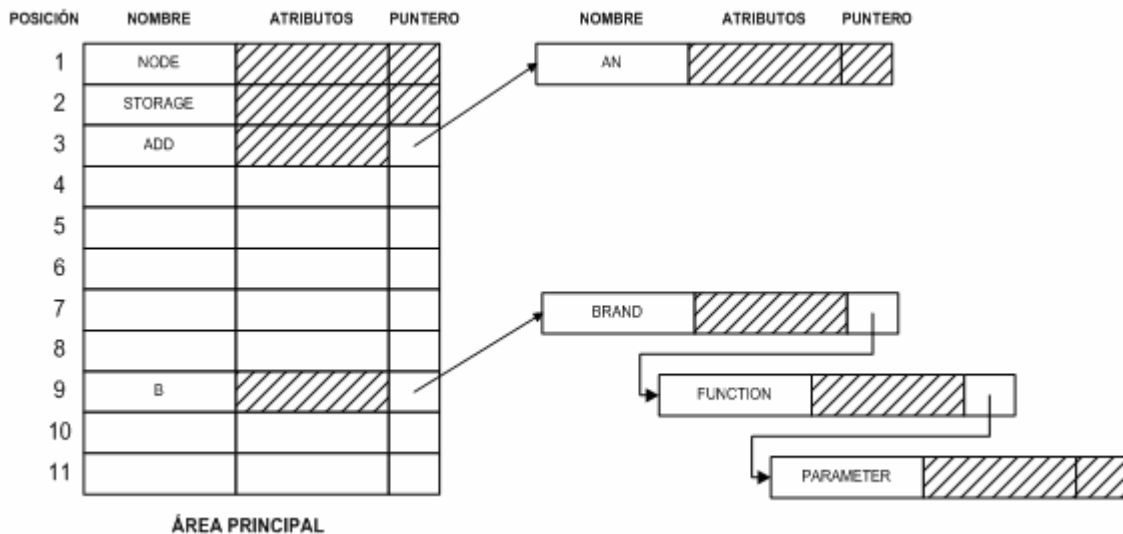 POSICIÓN NOMBRE ATRIBUTOS PUNTERO NOMBRE ATRIBUTOS PUNTERO
1 NODE AN
2 STORAGE
3 ADD
4
5
6
7 BRAND
8
9 B FUNCTION
10
11 PARAMETER
ÁREA PRINCIPAL